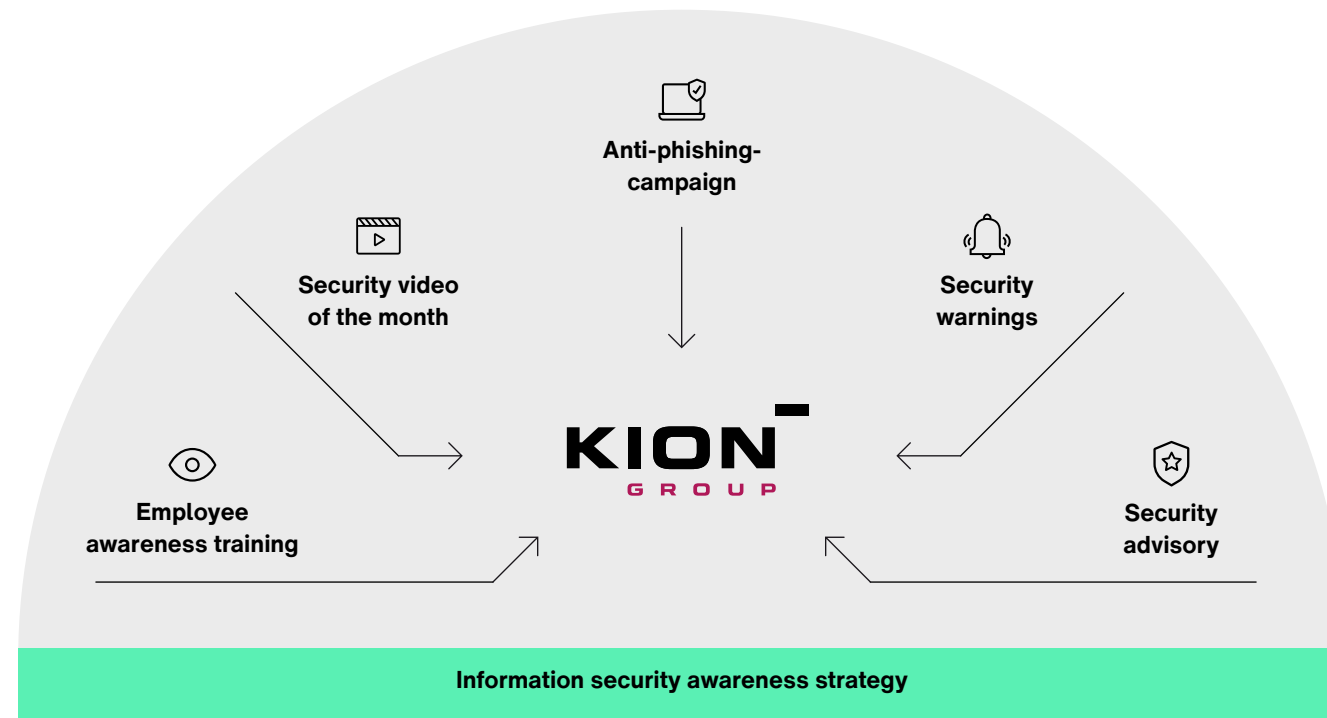 Anti-phishing-
campaign
Security video
of the month
Security
warnings
KION
GROUP
Employee
awareness training
Security
advisory
Information security awareness strategy